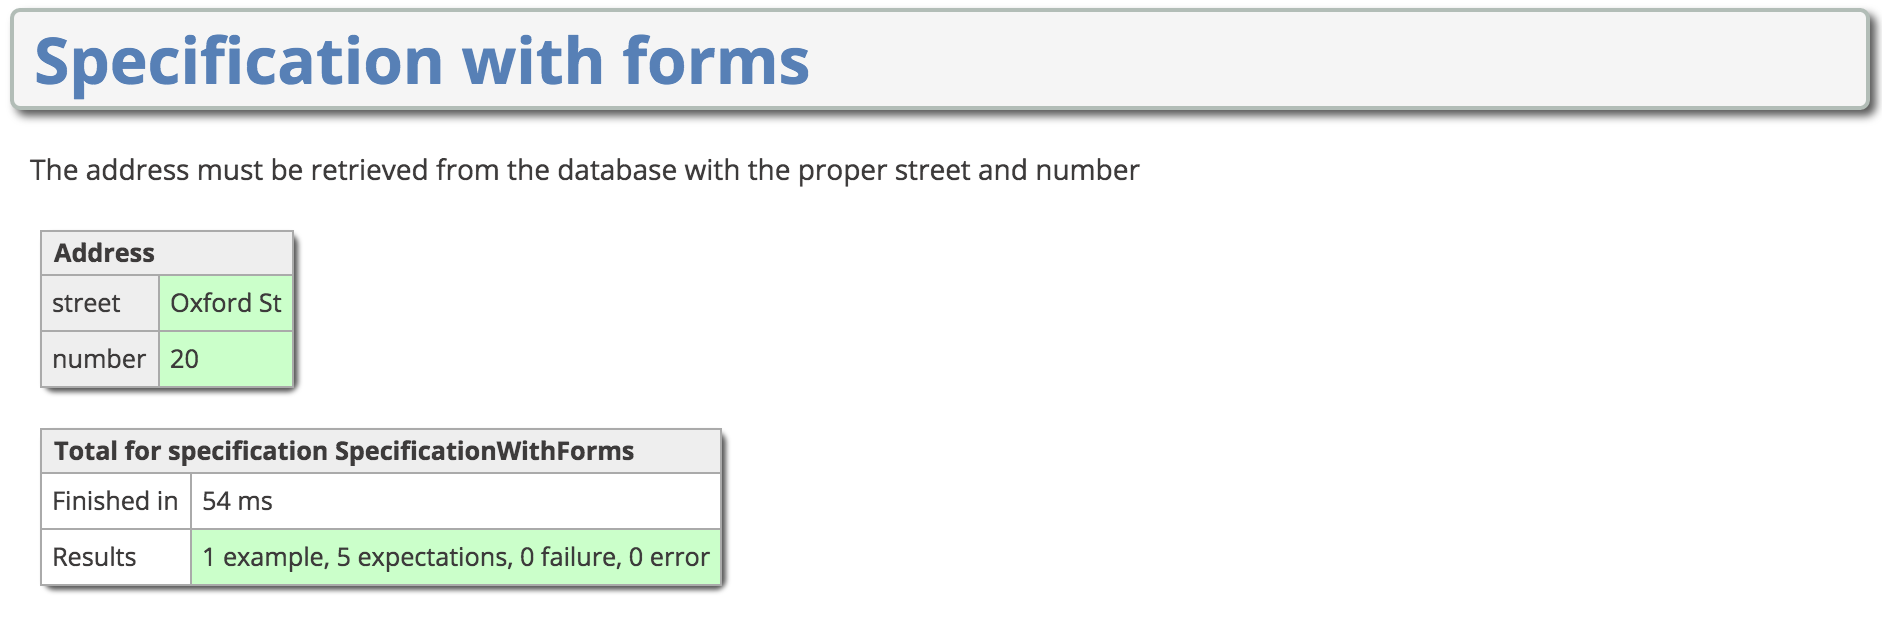 Specification with forms
The address must be retrieved from the database with the proper street and number
Address
street Oxford St
number 20
Total for specification SpecificationWithForms
Finished in 54 ms
Results 1 example, 5 expectations, 0 failure, 0 error